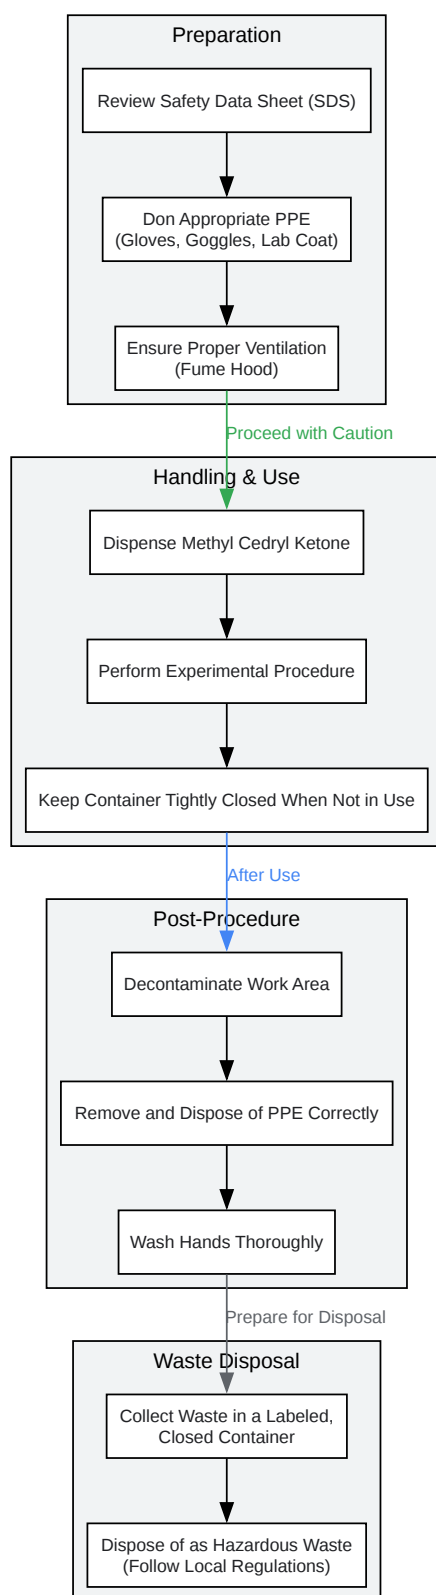 Preparation
Review Safety Data Sheet (SDS)
Don Appropriate PPE
(Gloves, Goggles, Lab Coat)
Ensure Proper Ventilation
(Fume Hood)
Proceed with Caution
Handling & Use
Dispense Methyl Cedryl Ketone
Perform Experimental Procedure
Keep Container Tightly Closed When Not in Use
After Use
Post-Procedure
Decontaminate Work Area
Remove and Dispose of PPE Correctly
Wash Hands Thoroughly
Prepare for Disposal
Waste Disposal
Collect Waste in a Labeled,
Closed Container
Dispose of as Hazardous Waste
(Follow Local Regulations)